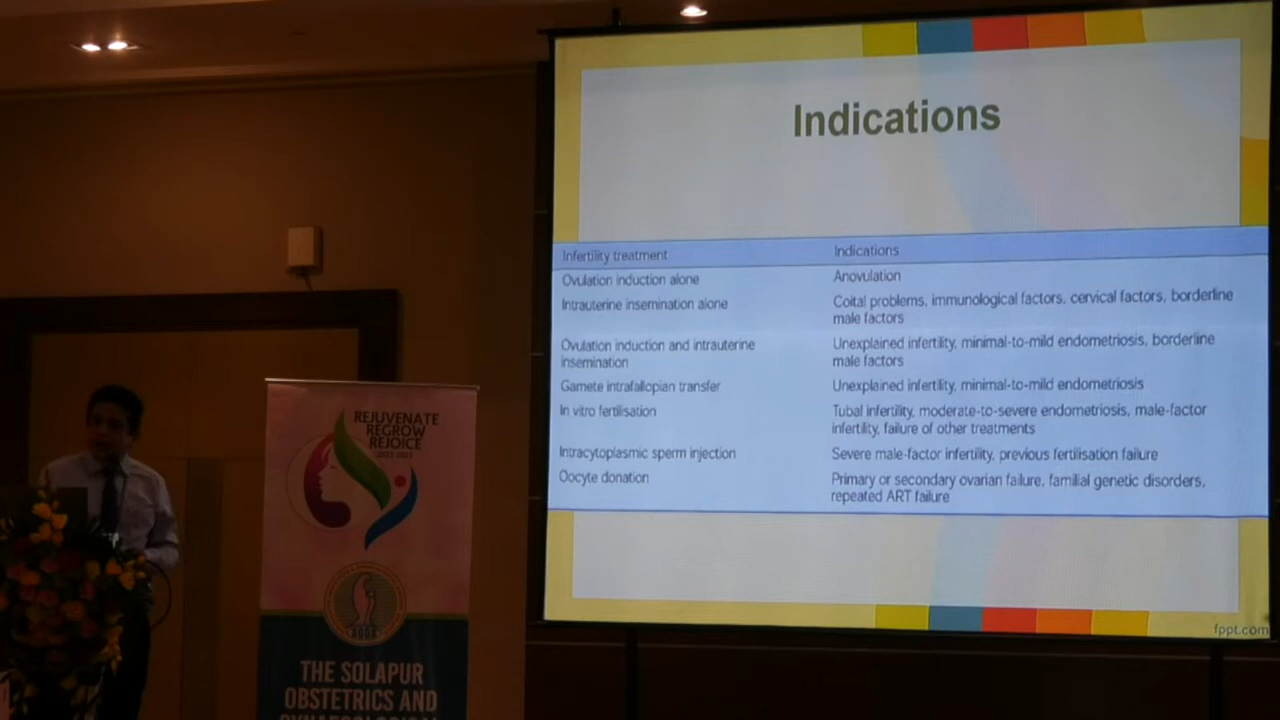 Indications
Infertility treatment Indications
Ovulation induction alone Anovulation
Intrauterine insemination alone Coital problems, immunological factors, cervical factors, borderline
male factors
Ovulation induction and intrauterine Unexplained infertility, minimal-to-mild endometriosis, borderline
insemination male factors
Gamete intrafallopian transfer Unexplained infertility, minimal-to-mild endometriosis
In vitro fertilisation Tubal infertility, moderate-to-severe endometriosis, male-factor
infertility, failure of other treatments
Intracytoplasmic sperm injection Severe male-factor infertility, previous fertilisation failure
Oocyte donation Primary or secondary ovarian failure, familial genetic disorders,
repeated ART failure
fppt.com
REJUVENATE
REGROW
REJOICE
THE SOLAPUR
OBSTETRICS AND